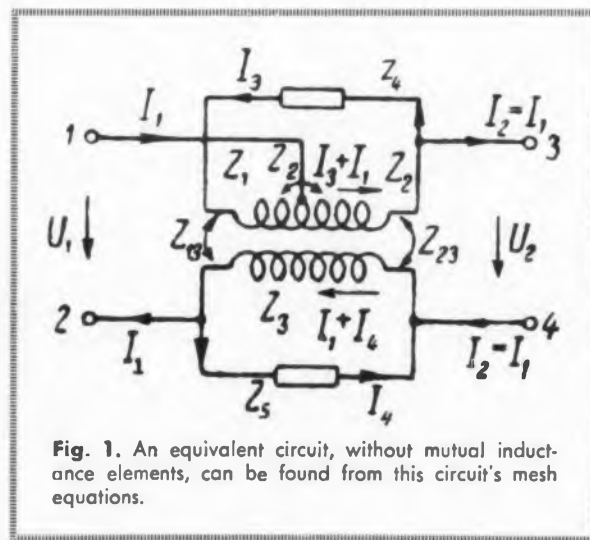 I₃
Z₄
I₁
I₂=I₁
1
3
Z₁
Z₂
I₃+I₁
Z₂
U₁
Z₁₃
Z₂₃
U₂
2
Z₃
I₁+I₄
4
I₁
I₂=I₁
Z₅
I₄
Fig. 1. An equivalent circuit, without mutual induct-
ance elements, can be found from this circuit's mesh
equations.